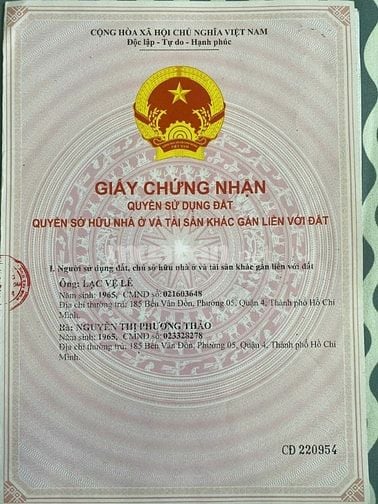 CỘNG HÒA XÃ HỘI CHỦ NGHĨA VIỆT NAM
Độc lập - Tự do - Hạnh phúc
VIỆT NAM
GIẤY CHỨNG NHẬN
QUYỀN SỬ DỤNG ĐẤT
QUYỀN SỞ HỮU NHÀ Ở VÀ TÀI SẢN KHÁC GẮN LIỀN VỚI ĐẤT
I. Người sử dụng đất, chủ sở hữu nhà ở và tài sản khác gắn liền với đất
Ông: LẠC VỆ LÊ
Năm sinh: 1965, CMND số: 021603648
Địa chỉ thường trú: 185 Bến Vân Đồn, Phường 05, Quận 4, Thành phố Hồ Chí
Minh.
Bà: NGUYỄN THỊ PHƯƠNG THẢO
Năm sinh: 1965, CMND số: 023328278
Địa chỉ thường trú: 185 Bến Vân Đồn, Phường 05, Quận 4, Thành phố Hồ Chí
Minh.
CĐ 220954